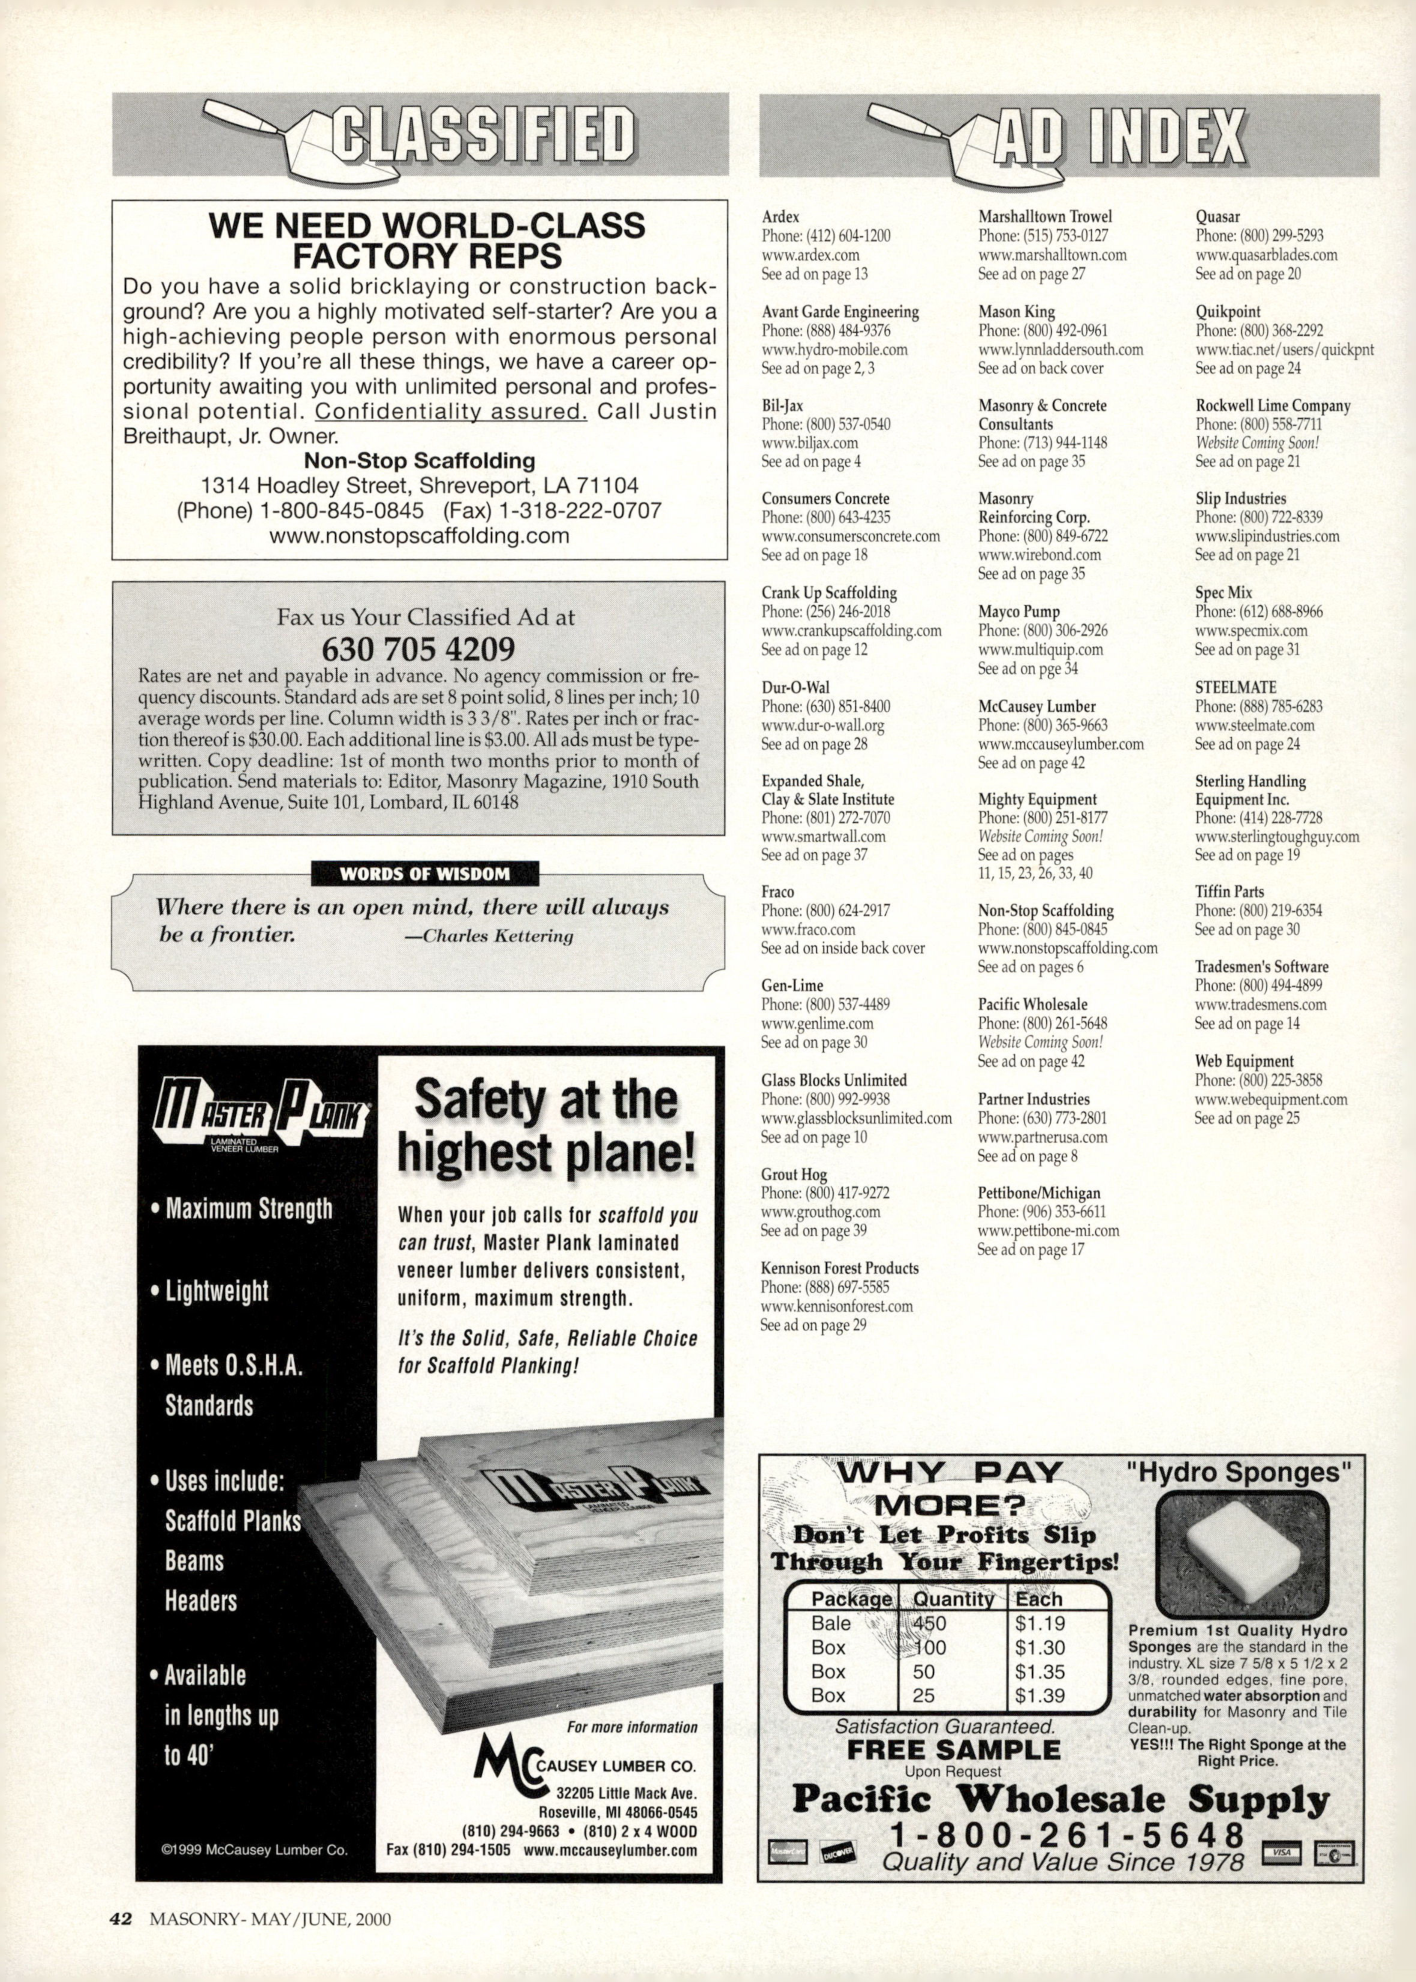 CLASSIFIED
WE NEED WORLD-CLASS
FACTORY REPS
Do you have a solid bricklaying or construction back-
ground? Are you a highly motivated self-starter? Are you a
high-achieving people person with enormous personal
credibility? If you're all these things, we have a career op-
portunity awaiting you with unlimited personal and profes-
sional potential. Confidentiality assured. Call Justin
Breithaupt, Jr. Owner.
Non-Stop Scaffolding
1314 Hoadley Street, Shreveport, LA 71104
(Phone) 1-800-845-0845 (Fax) 1-318-222-0707
www.nonstopscaffolding.com
Fax us Your Classified Ad at
630 705 4209
Rates are net and payable in advance. No agency commission or fre-
quency discounts. Standard ads are set 8 point solid, 8 lines per inch; 10
average words per line. Column width is 3 3/8". Rates per inch or frac-
tion thereof is $30.00. Each additional line is $3.00. All ads must be type-
written. Copy deadline: 1st of month two months prior to month of
publication. Send materials to: Editor, Masonry Magazine, 1910 South
Highland Avenue, Suite 101, Lombard, IL 60148
WORDS OF WISDOM
Where there is an open mind, there will always
be a frontier. —Charles Kettering
MASTER PLANK
LAMINATED
VENEER LUMBER
• Maximum Strength
• Lightweight
• Meets O.S.H.A.
Standards
• Uses include:
Scaffold Planks
Beams
Headers
• Available
in lengths up
to 40'
©1999 McCausey Lumber Co.
Safety at the
highest plane!
When your job calls for scaffold you
can trust, Master Plank laminated
veneer lumber delivers consistent,
uniform, maximum strength.
It's the Solid, Safe, Reliable Choice
for Scaffold Planking!
MASTER PLANK
LAMINATED
VENEER LUMBER
For more information
MCCAUSEY LUMBER CO.
32205 Little Mack Ave.
Roseville, MI 48066-0545
(810) 294-9663 • (810) 2 x 4 WOOD
Fax (810) 294-1505 www.mccauseylumber.com
AD INDEX
Ardex
Phone: (412) 604-1200
www.ardex.com
See ad on page 13
Avant Garde Engineering
Phone: (888) 484-9376
www.hydro-mobile.com
See ad on page 2, 3
Bil-Jax
Phone: (800) 537-0540
www.biljax.com
See ad on page 4
Consumers Concrete
Phone: (800) 643-4235
www.consumersconcrete.com
See ad on page 18
Crank Up Scaffolding
Phone: (256) 246-2018
www.crankupscaffolding.com
See ad on page 12
Dur-O-Wal
Phone: (630) 851-8400
www.dur-o-wall.org
See ad on page 28
Expanded Shale,
Clay & Slate Institute
Phone: (801) 272-7070
www.smartwall.com
See ad on page 37
Fraco
Phone: (800) 624-2917
www.fraco.com
See ad on inside back cover
Gen-Lime
Phone: (800) 537-4489
www.genlime.com
See ad on page 30
Glass Blocks Unlimited
Phone: (800) 992-9938
www.glassblocksunlimited.com
See ad on page 10
Grout Hog
Phone: (800) 417-9272
www.grouthog.com
See ad on page 39
Kennison Forest Products
Phone: (888) 697-5585
www.kennisonforest.com
See ad on page 29
Marshalltown Trowel
Phone: (515) 753-0127
www.marshalltown.com
See ad on page 27
Mason King
Phone: (800) 492-0961
www.lynnladdersouth.com
See ad on back cover
Masonry & Concrete
Consultants
Phone: (713) 944-1148
See ad on page 35
Masonry
Reinforcing Corp.
Phone: (800) 849-6722
www.wirebond.com
See ad on page 35
Mayco Pump
Phone: (800) 306-2926
www.multiquip.com
See ad on pge 34
McCausey Lumber
Phone: (800) 365-9663
www.mccauseylumber.com
See ad on page 42
Mighty Equipment
Phone: (800) 251-8177
Website Coming Soon!
See ad on pages
11, 15, 23, 26, 33, 40
Non-Stop Scaffolding
Phone: (800) 845-0845
www.nonstopscaffolding.com
See ad on pages 6
Pacific Wholesale
Phone: (800) 261-5648
Website Coming Soon!
See ad on page 42
Partner Industries
Phone: (630) 773-2801
www.partnerusa.com
See ad on page 8
Pettibone/Michigan
Phone: (906) 353-6611
www.pettibone-mi.com
See ad on page 17
Quasar
Phone: (800) 299-5293
www.quasarblades.com
See ad on page 20
Quikpoint
Phone: (800) 368-2292
www.tiac.net/users/quickpnt
See ad on page 24
Rockwell Lime Company
Phone: (800) 558-7711
Website Coming Soon!
See ad on page 21
Slip Industries
Phone: (800) 722-8339
www.slipindustries.com
See ad on page 21
Spec Mix
Phone: (612) 688-8966
www.specmix.com
See ad on page 31
STEELMATE
Phone: (888) 785-6283
www.steelmate.com
See ad on page 24
Sterling Handling
Equipment Inc.
Phone: (414) 228-7728
www.sterlingtoughguy.com
See ad on page 19
Tiffin Parts
Phone: (800) 219-6354
See ad on page 30
Tradesmen's Software
Phone: (800) 494-4899
www.tradesmens.com
See ad on page 14
Web Equipment
Phone: (800) 225-3858
www.webequipment.com
See ad on page 25
WHY PAY
MORE?
Don't Let Profits Slip
Through Your Fingertips!
Package Quantity Each
Bale 450 $1.19
Box 100 $1.30
Box 50 $1.35
Box 25 $1.39
Satisfaction Guaranteed.
FREE SAMPLE
Upon Request
"Hydro Sponges"
Premium 1st Quality Hydro
Sponges are the standard in the
industry. XL size 7 5/8 x 5 1/2 x 2
3/8, rounded edges, fine pore,
unmatched water absorption and
durability for Masonry and Tile
Clean-up.
YES!!! The Right Sponge at the
Right Price.
Pacific Wholesale Supply
1-800-261-5648
Quality and Value Since 1978
MasterCard
DISCOVER
VISA
42 MASONRY- MAY/JUNE, 2000